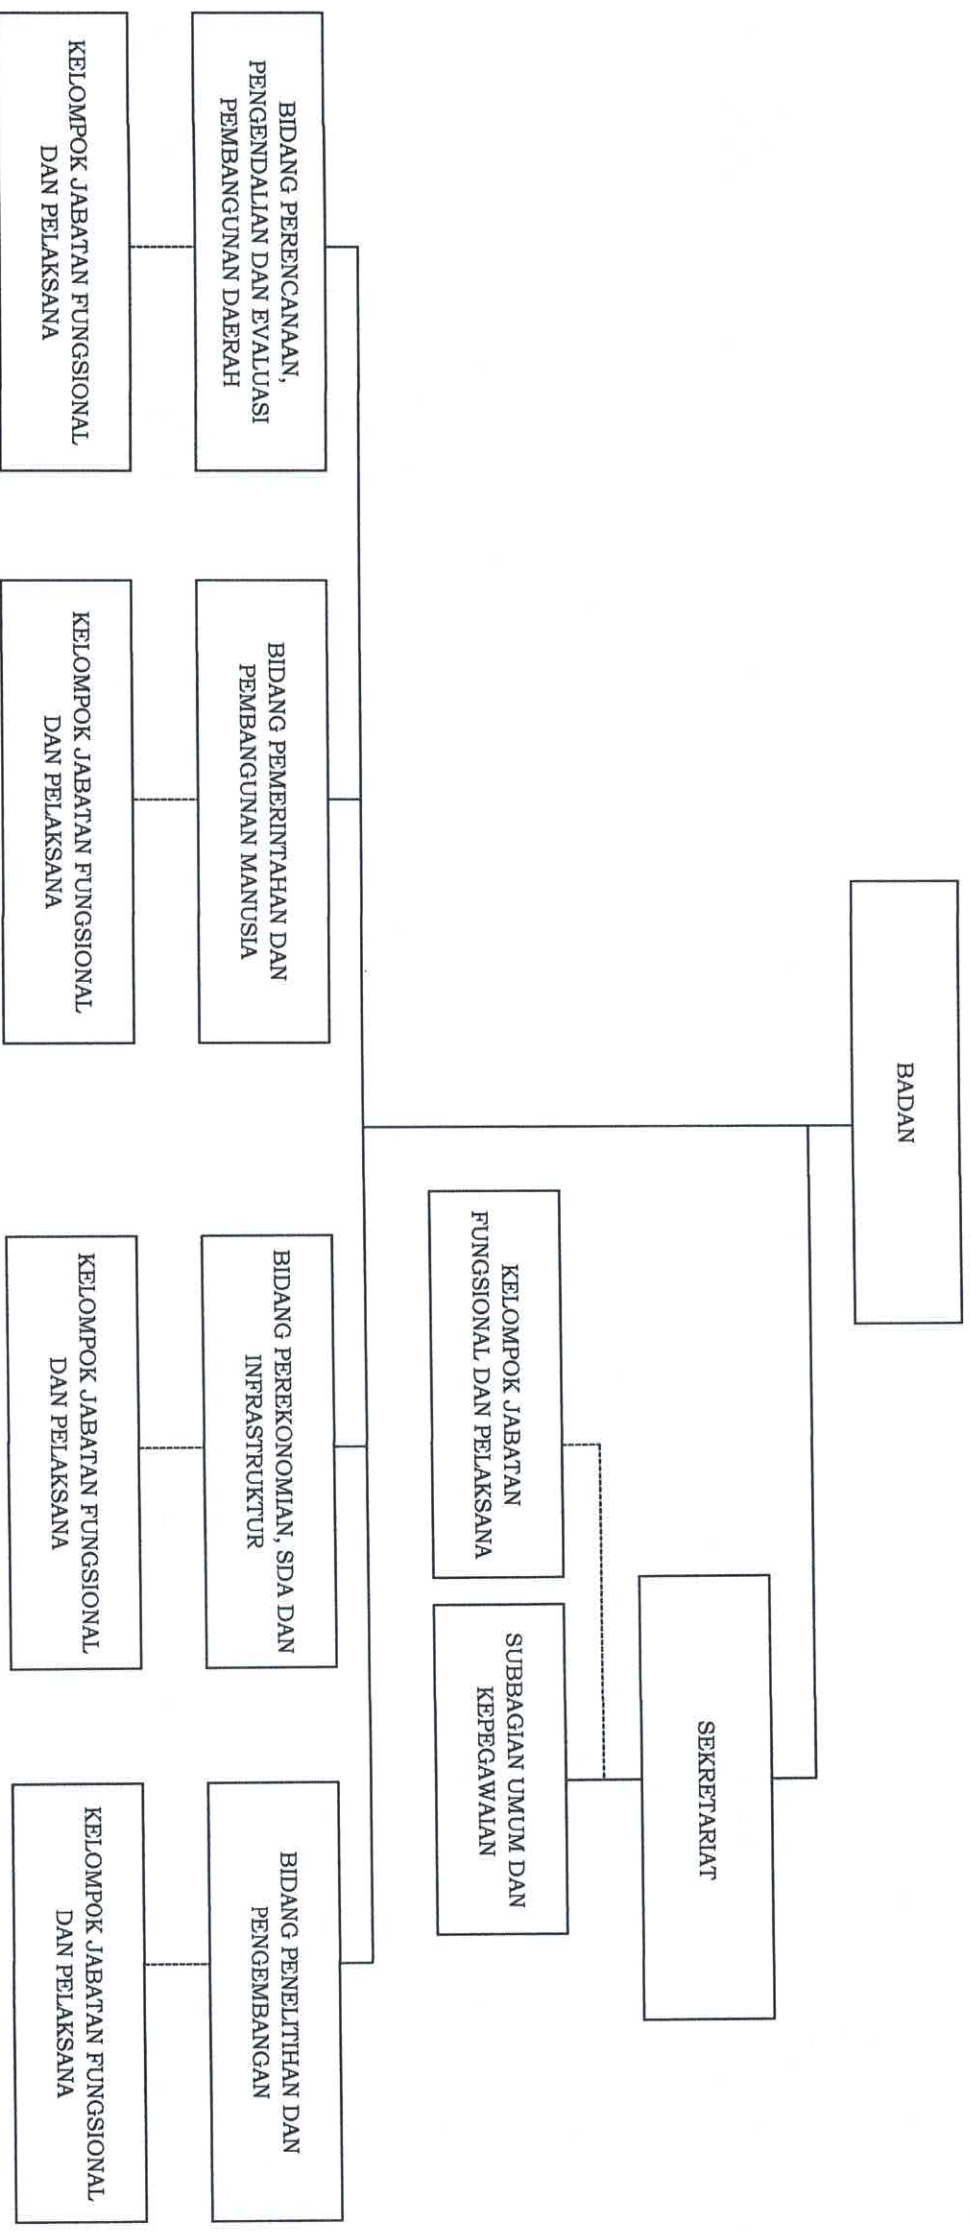 BADAN
SEKRETARIAT
KELOMPOK JABATAN
FUNGSIONAL DAN PELAKSANA
SUBBAGIAN UMUM DAN
KEPEGAWAIAN
BIDANG PERENCANAAN,
PENGENDALIAN DAN EVALUASI
PEMBANGUNAN DAERAH
BIDANG PEMERINTAHAN DAN
PEMBANGUNAN MANUSIA
BIDANG PEREKONOMIAN, SDA DAN
INFRASTRUKTUR
BIDANG PENELITIHAN DAN
PENGEMBANGAN
KELOMPOK JABATAN FUNGSIONAL
DAN PELAKSANA
KELOMPOK JABATAN FUNGSIONAL
DAN PELAKSANA
KELOMPOK JABATAN FUNGSIONAL
DAN PELAKSANA
KELOMPOK JABATAN FUNGSIONAL
DAN PELAKSANA